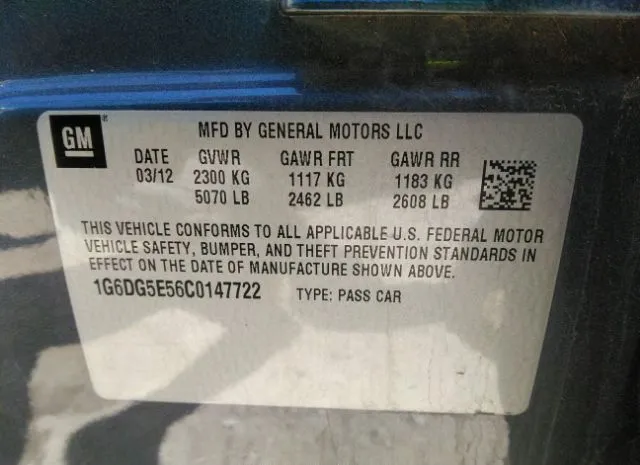 GM
MFD BY GENERAL MOTORS LLC
DATE GVWR GAWR FRT GAWR RR
03/12 2300 KG 1117 KG 1183 KG
5070 LB 2462 LB 2608 LB
THIS VEHICLE CONFORMS TO ALL APPLICABLE U.S. FEDERAL MOTOR
VEHICLE SAFETY, BUMPER, AND THEFT PREVENTION STANDARDS IN
EFFECT ON THE DATE OF MANUFACTURE SHOWN ABOVE.
1G6DG5E56C0147722 TYPE: PASS CAR